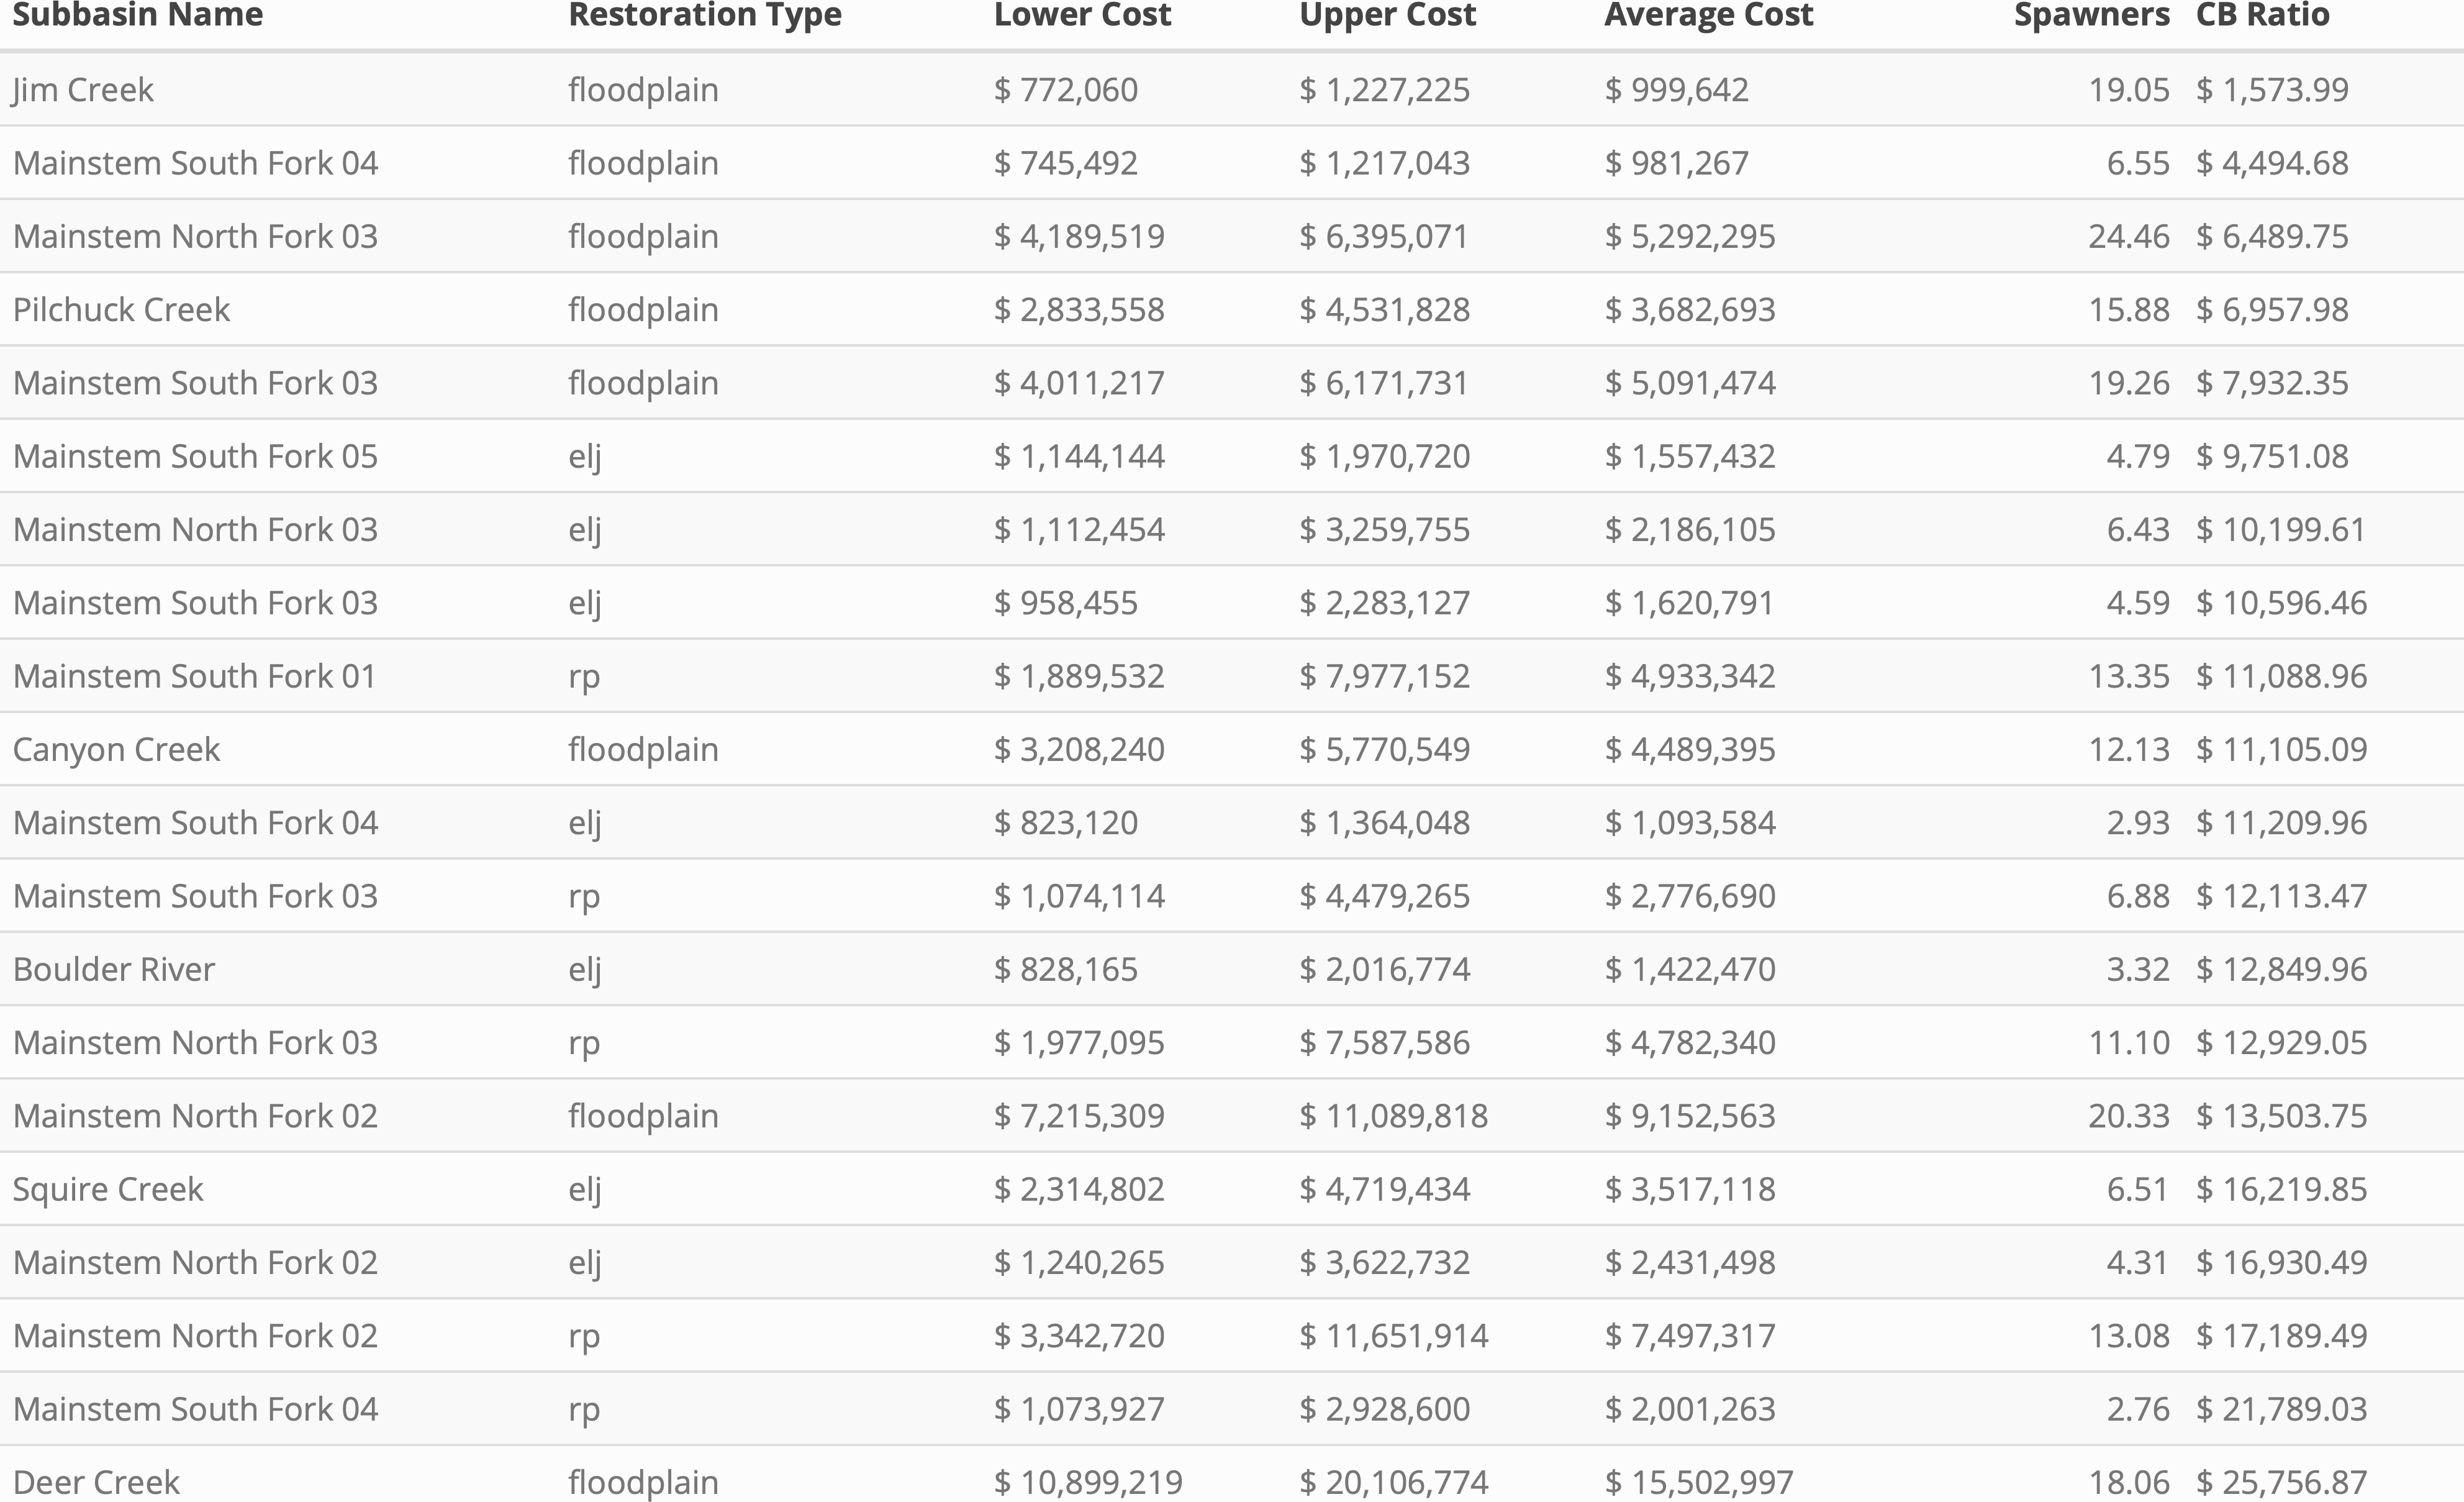 Subbasin Name Restoration Type Lower Cost Upper Cost Average Cost Spawners CB Ratio
Jim Creek floodplain $ 772,060 $ 1,227,225 $ 999,642 19.05 $ 1,573.99
Mainstem South Fork 04 floodplain $ 745,492 $ 1,217,043 $ 981,267 6.55 $ 4,494.68
Mainstem North Fork 03 floodplain $ 4,189,519 $ 6,395,071 $ 5,292,295 24.46 $ 6,489.75
Pilchuck Creek floodplain $ 2,833,558 $ 4,531,828 $ 3,682,693 15.88 $ 6,957.98
Mainstem South Fork 03 floodplain $ 4,011,217 $ 6,171,731 $ 5,091,474 19.26 $ 7,932.35
Mainstem South Fork 05 elj $ 1,144,144 $ 1,970,720 $ 1,557,432 4.79 $ 9,751.08
Mainstem North Fork 03 elj $ 1,112,454 $ 3,259,755 $ 2,186,105 6.43 $ 10,199.61
Mainstem South Fork 03 elj $ 958,455 $ 2,283,127 $ 1,620,791 4.59 $ 10,596.46
Mainstem South Fork 01 rp $ 1,889,532 $ 7,977,152 $ 4,933,342 13.35 $ 11,088.96
Canyon Creek floodplain $ 3,208,240 $ 5,770,549 $ 4,489,395 12.13 $ 11,105.09
Mainstem South Fork 04 elj $ 823,120 $ 1,364,048 $ 1,093,584 2.93 $ 11,209.96
Mainstem South Fork 03 rp $ 1,074,114 $ 4,479,265 $ 2,776,690 6.88 $ 12,113.47
Boulder River elj $ 828,165 $ 2,016,774 $ 1,422,470 3.32 $ 12,849.96
Mainstem North Fork 03 rp $ 1,977,095 $ 7,587,586 $ 4,782,340 11.10 $ 12,929.05
Mainstem North Fork 02 floodplain $ 7,215,309 $ 11,089,818 $ 9,152,563 20.33 $ 13,503.75
Squire Creek elj $ 2,314,802 $ 4,719,434 $ 3,517,118 6.51 $ 16,219.85
Mainstem North Fork 02 elj $ 1,240,265 $ 3,622,732 $ 2,431,498 4.31 $ 16,930.49
Mainstem North Fork 02 rp $ 3,342,720 $ 11,651,914 $ 7,497,317 13.08 $ 17,189.49
Mainstem South Fork 04 rp $ 1,073,927 $ 2,928,600 $ 2,001,263 2.76 $ 21,789.03
Deer Creek floodplain $ 10,899,219 $ 20,106,774 $ 15,502,997 18.06 $ 25,756.87